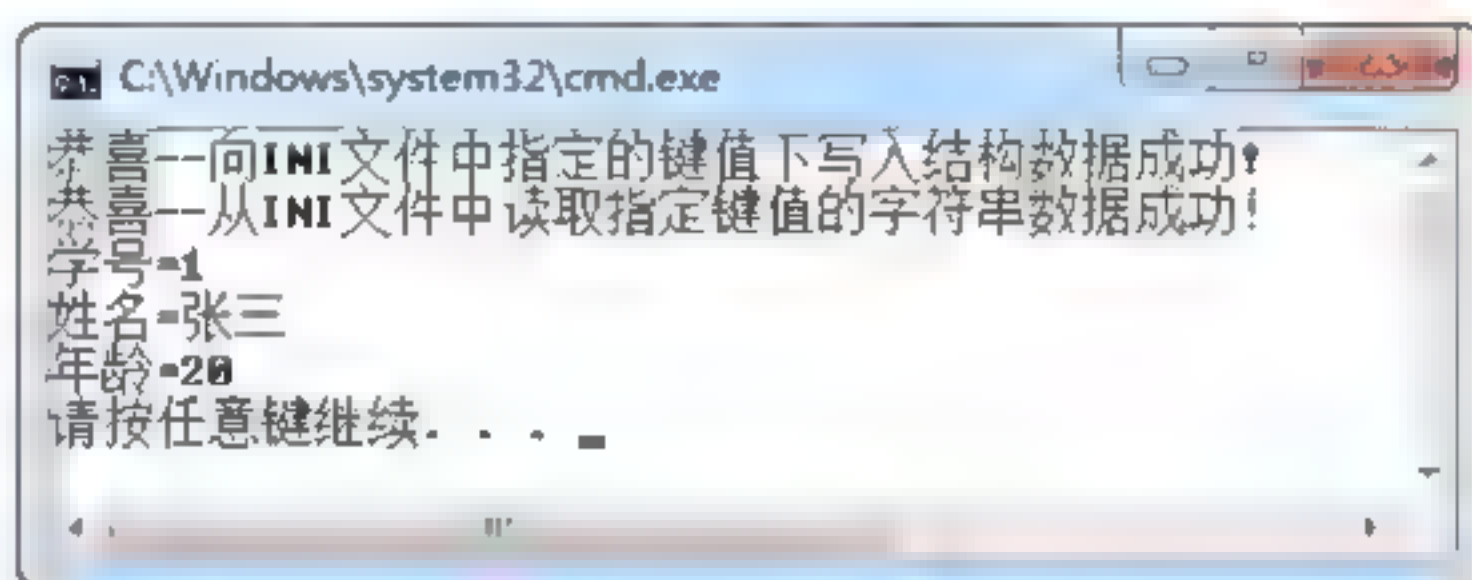 C:\Windows\system32\cmd.exe
恭喜--向INI文件中指定的键值下写入结构数据成功!
恭喜--从INI文件中读取指定键值的字符串数据成功!
学号=1
姓名=张三
年龄=20
请按任意键继续. . .